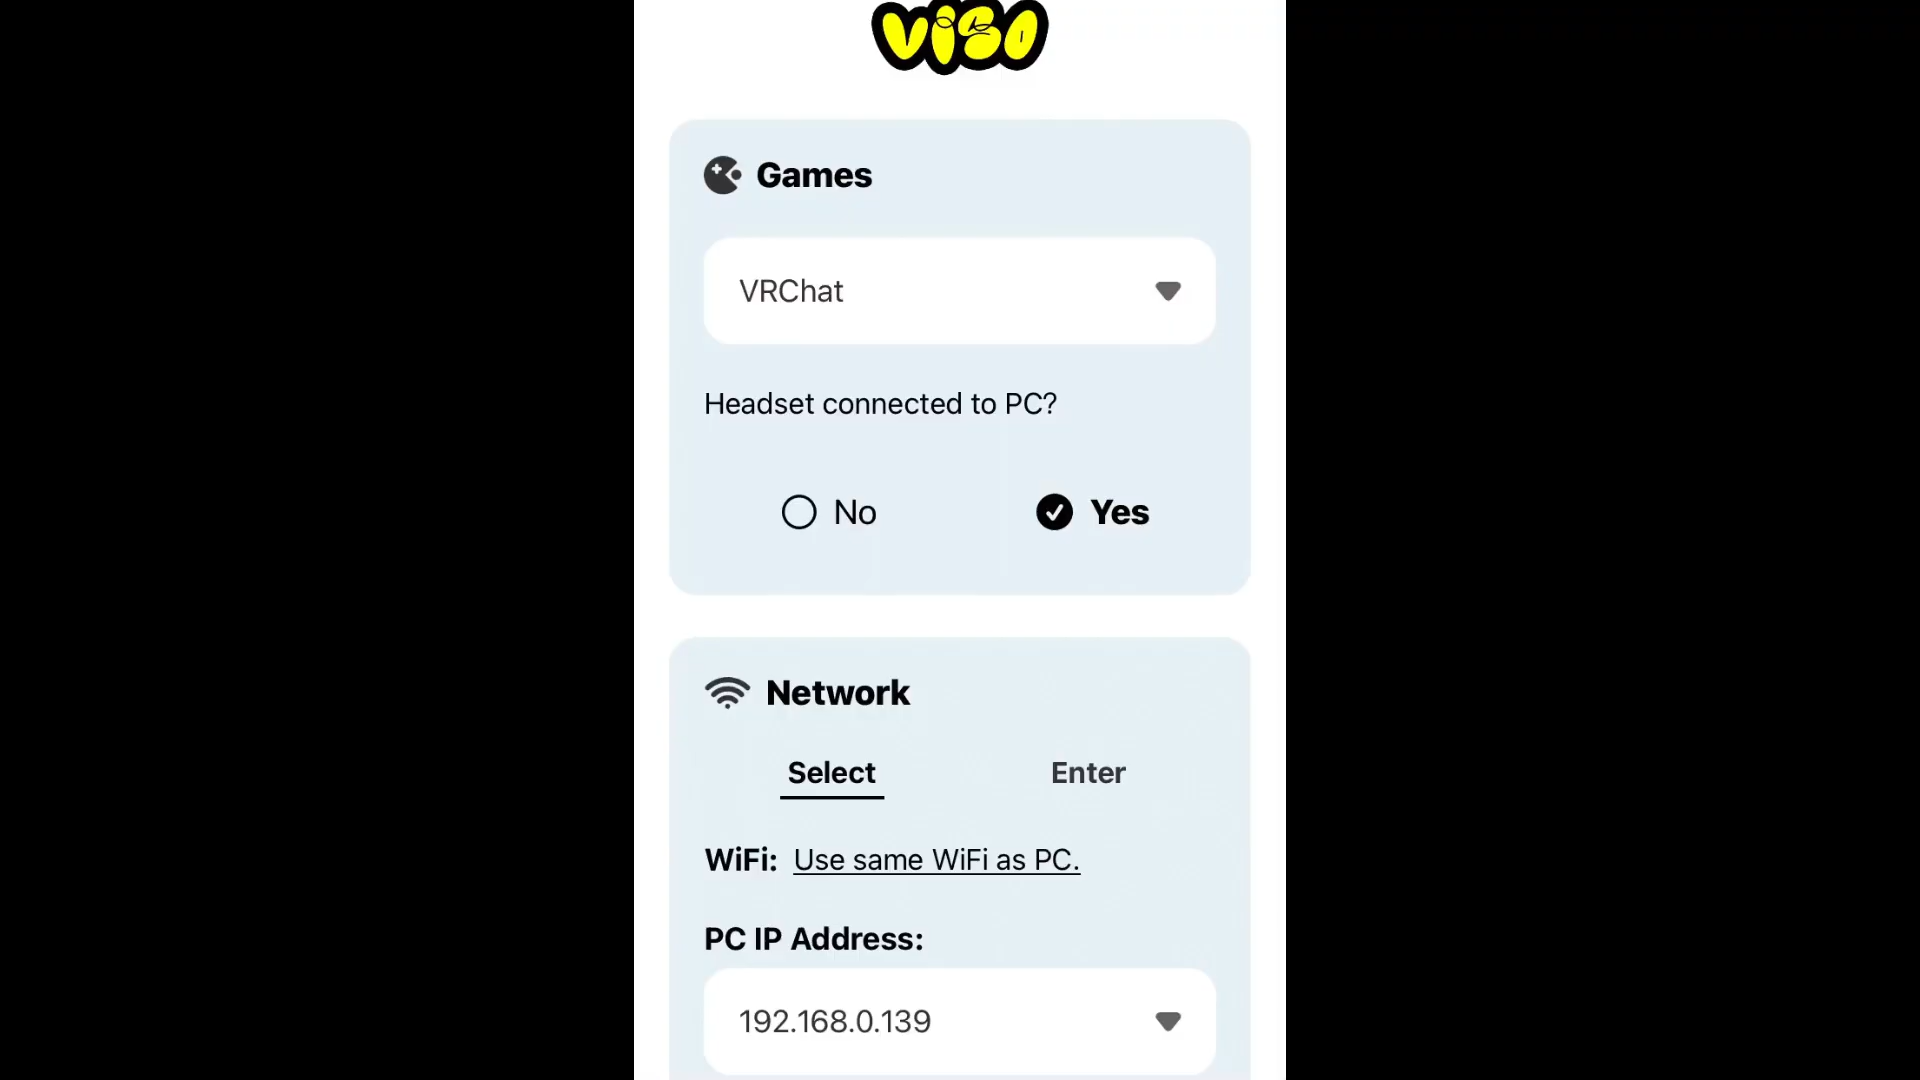 viso
Games
VRChat
Headset connected to PC?
No
Yes
Network
Select
Enter
WiFi: Use same WiFi as PC.
PC IP Address:
192.168.0.139